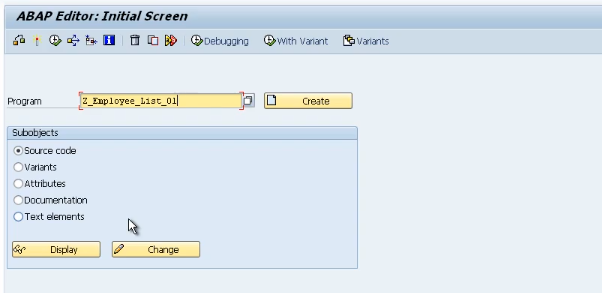 ABAP Editor: Initial Screen
Debugging With Variant Variants
Program Z_Employee_List_01 Create
Subobjects
Source code
Variants
Attributes
Documentation
Text elements
Display Change